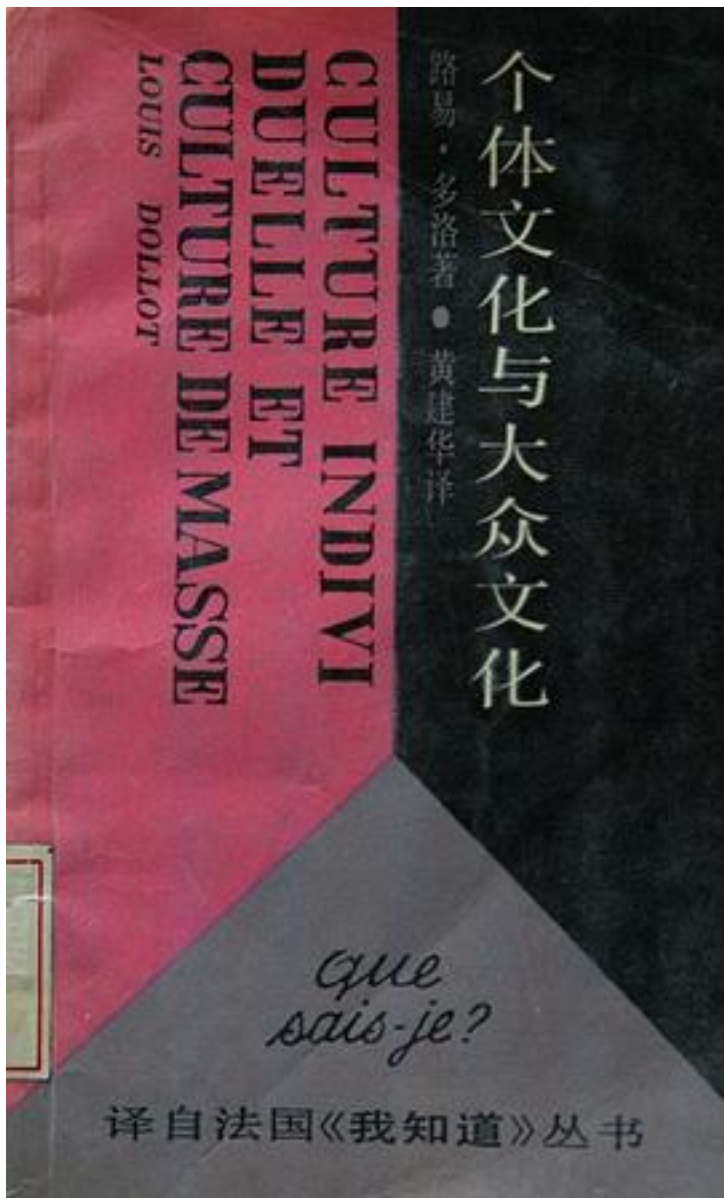 个体文化与大众文化
路易·多洛著●黄建华译
CULTURE INDIVI
DUELLE ET
CULTURE DE MASSE
LOUIS DOLLOT
que
sais-je?
译自法国《我知道》丛书